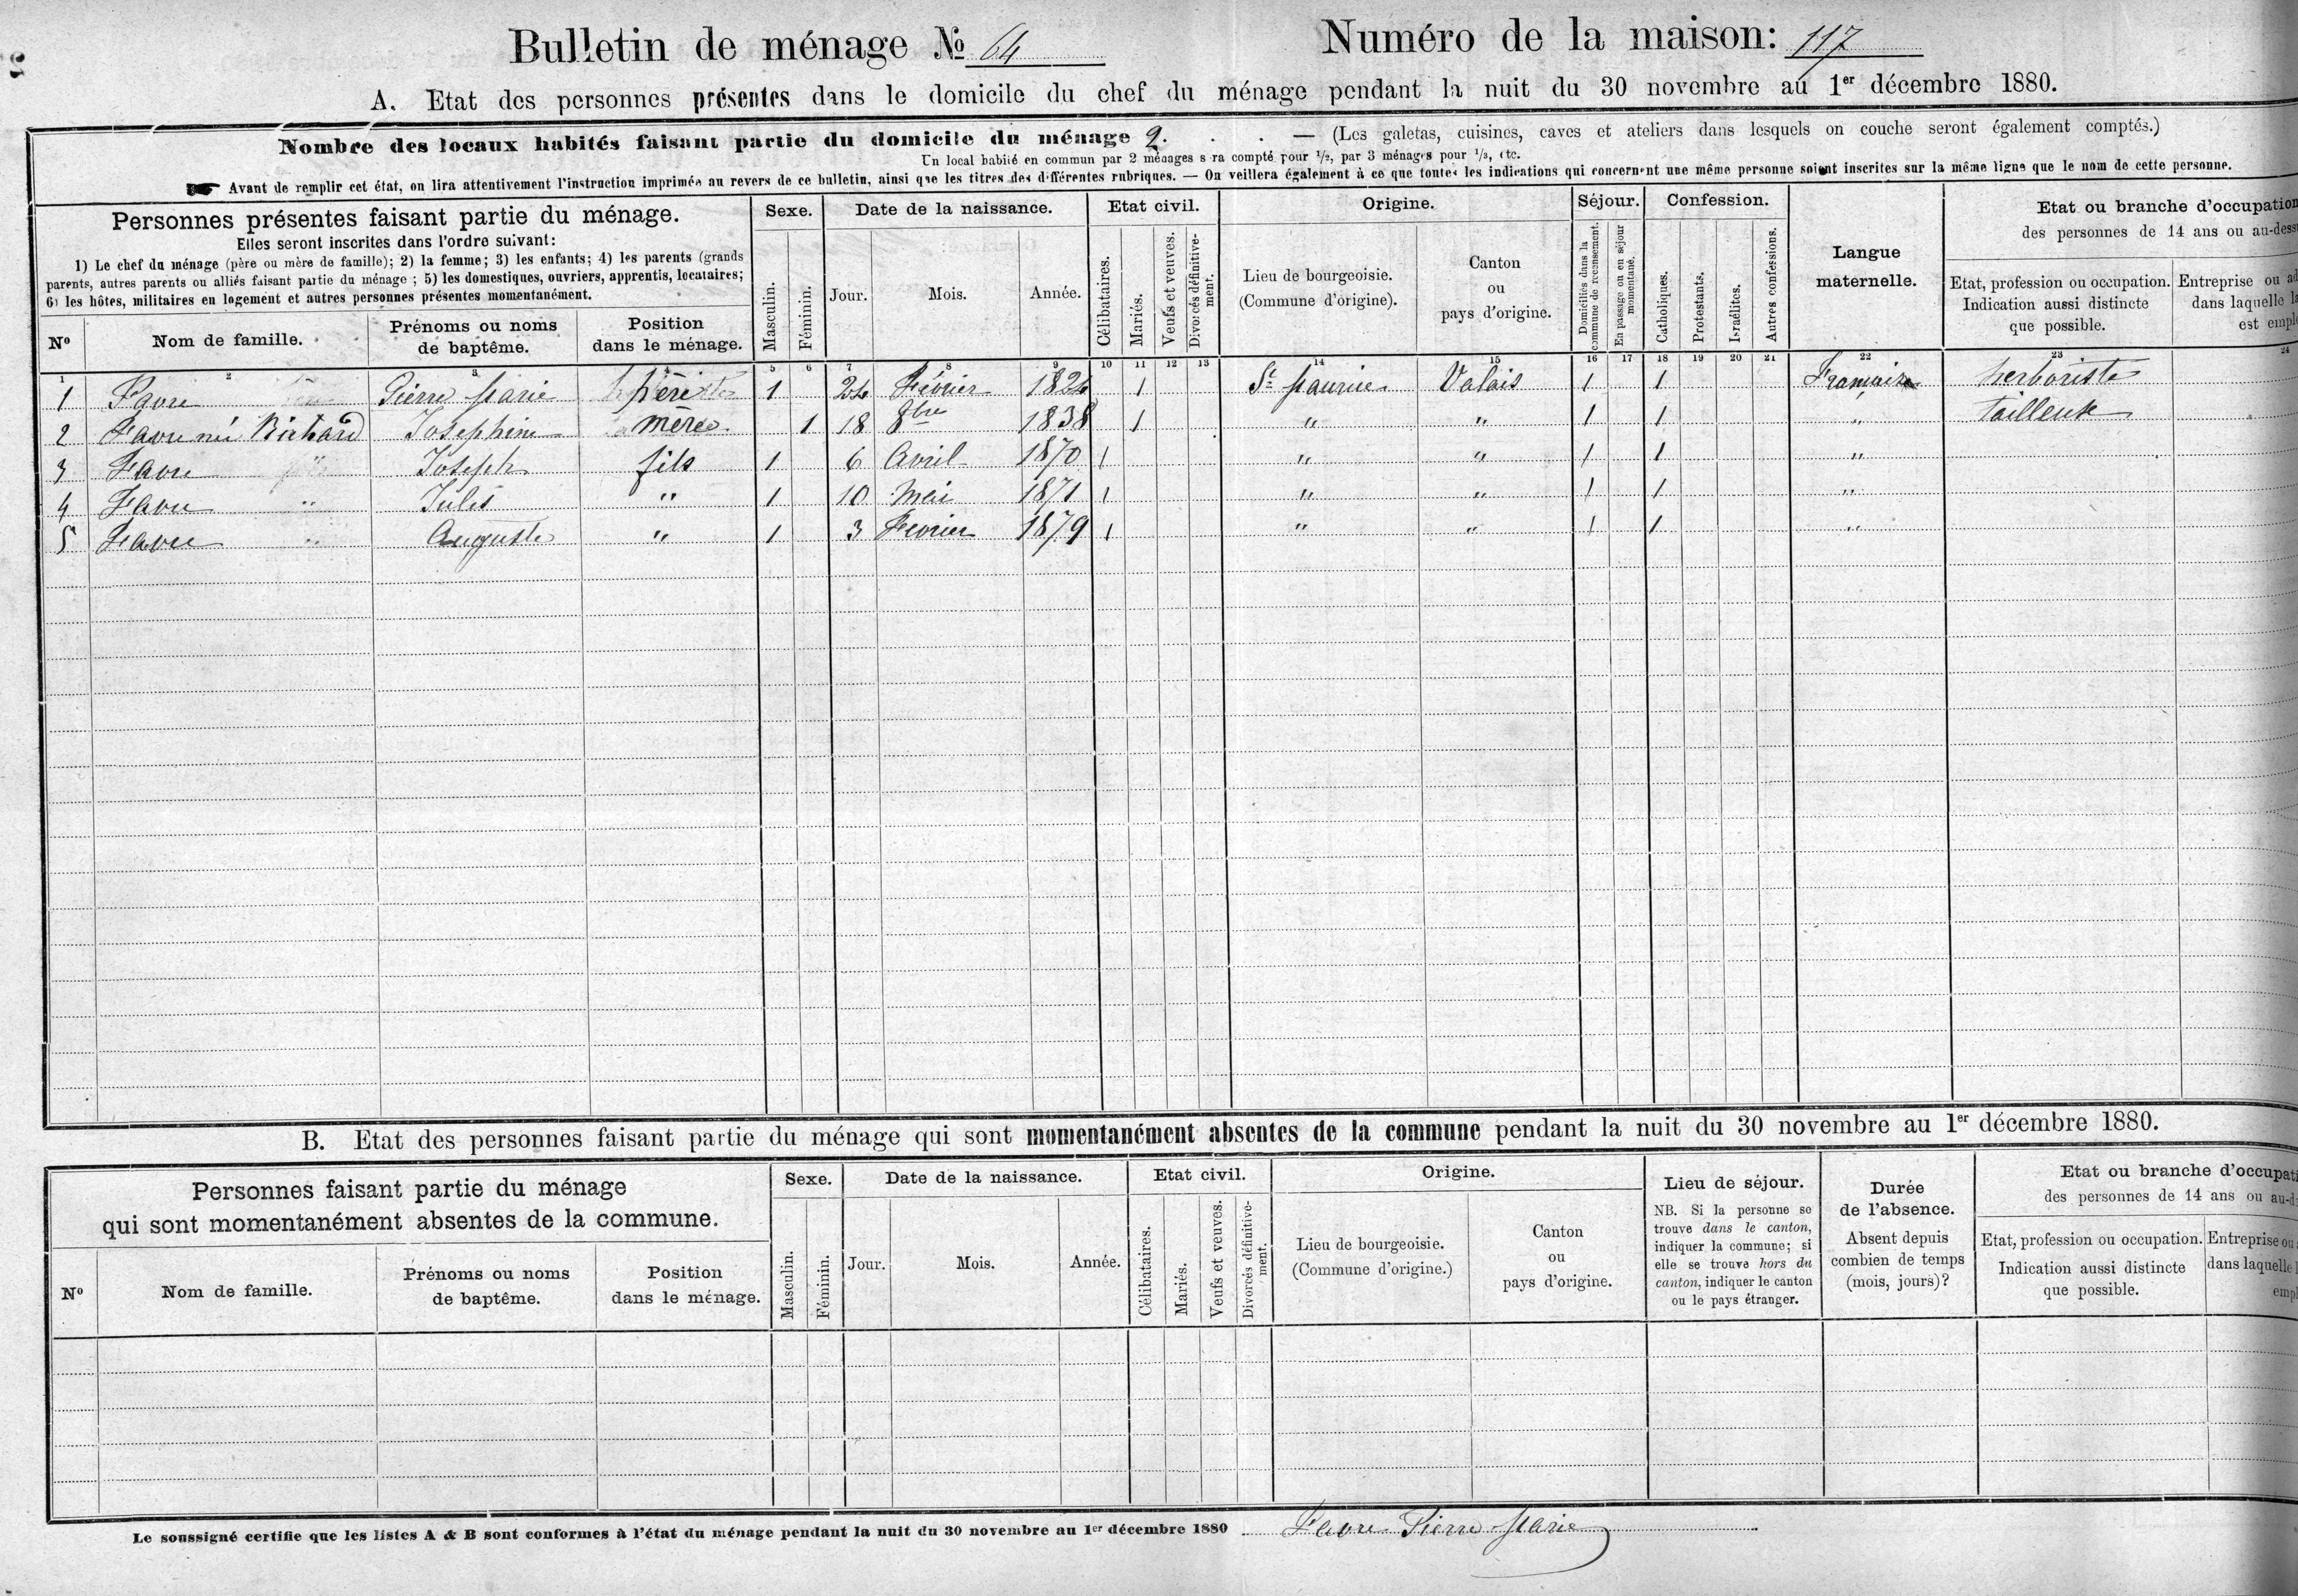 Bulletin de ménage No 64 Numéro de la maison: 117
A. Etat des personnes présentes dans le domicile du chef du ménage pendant la nuit du 30 novembre au 1er décembre 1880.
Nombre des locaux habités faisant partie du domicile du ménage 2. . . — (Les galetas, cuisines, caves et ateliers dans lesquels on couche seront également comptés.)
Un local habité en commun par 2 ménages sera compté pour 1/2, par 3 ménages pour 1/3, etc.
Avant de remplir cet état, on lira attentivement l'instruction imprimée au revers de ce bulletin, ainsi que les titres des différentes rubriques. — On veillera également à ce que toutes les indications qui concernent une même personne soient inscrites sur la même ligne que le nom de cette personne.
Personnes présentes faisant partie du ménage.
Elles seront inscrites dans l'ordre suivant:
1) Le chef du ménage (père ou mère de famille); 2) la femme; 3) les enfants; 4) les parents (grands
parents, autres parents ou alliés faisant partie du ménage ; 5) les domestiques, ouvriers, apprentis, locataires;
6) les hôtes, militaires en logement et autres personnes présentes momentanément.
No Nom de famille. Prénoms ou noms de baptême. Position dans le ménage.
Sexe. Masculin. Féminin.
Date de la naissance. Jour. Mois. Année.
Etat civil. Célibataires. Mariés. Veufs et veuves. Divorcés définitive-ment.
Origine. Lieu de bourgeoisie. (Commune d'origine). Canton ou pays d'origine.
Séjour. Domiciliés dans la commune de recensement. En passage ou en séjour momentané.
Confession. Catholiques. Protestants. Israélites. Autres confessions.
Langue maternelle.
Etat ou branche d'occupation
des personnes de 14 ans ou au-dess
Etat, profession ou occupation. Indication aussi distincte que possible.
Entreprise ou ad
dans laquelle la
est emplo
1 2 3 5 6 7 8 9 10 11 12 13 14 15 16 17 18 19 20 21 22 23 24
1 Favre Pierre Marie père 1 24 Février 1824 1 St Maurice Valais 1 1 Française herboriste
2 Favre née Richard Josephine mère 1 18 8bre 1838 1 " " 1 1 " tailleuse
3 Favre Joseph fils 1 6 Avril 1870 1 " " 1 1 "
4 Favre " Jules " 1 10 Mai 1871 1 " " 1 1 "
5 Favre " Auguste " 1 3 Fevrier 1879 1 " " 1 1 "
B. Etat des personnes faisant partie du ménage qui sont momentanément absentes de la commune pendant la nuit du 30 novembre au 1er décembre 1880.
Personnes faisant partie du ménage
qui sont momentanément absentes de la commune.
No Nom de famille. Prénoms ou noms de baptême. Position dans le ménage.
Sexe. Masculin. Féminin.
Date de la naissance. Jour. Mois. Année.
Etat civil. Célibataires. Mariés. Veufs et veuves. Divorcés définitive-ment.
Origine. Lieu de bourgeoisie. (Commune d'origine.) Canton ou pays d'origine.
Lieu de séjour.
NB. Si la personne se
trouve dans le canton,
indiquer la commune; si
elle se trouve hors du
canton, indiquer le canton
ou le pays étranger.
Durée
de l'absence.
Absent depuis
combien de temps
(mois, jours)?
Etat ou branche d'occupati
des personnes de 14 ans ou au-d
Etat, profession ou occupation. Indication aussi distincte que possible.
Entreprise ou
dans laquelle l
empl
Le soussigné certifie que les listes A & B sont conformes à l'état du ménage pendant la nuit du 30 novembre au 1er décembre 1880 Favre Pierre Marie